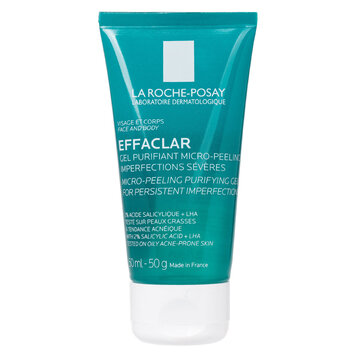 LA ROCHE-POSAY
LABORATOIRE DERMATOLOGIQUE
VISAGE ET CORPS
FACE AND BODY
EFFACLAR
GEL PURIFIANT MICRO-PEELING
IMPERFECTIONS SÉVÈRES
MICRO-PEELING PURIFYING GEL
FOR PERSISTENT IMPERFECTION
2% ACIDE SALICYLIQUE + LHA
TESTÉ SUR PEAUX GRASSES
À TENDANCE ACNÉIQUE
WITH 2% SALICYLIC ACID + LHA
TESTED ON OILY ACNE-PRONE SKIN
50 ml - 50 g Made in France